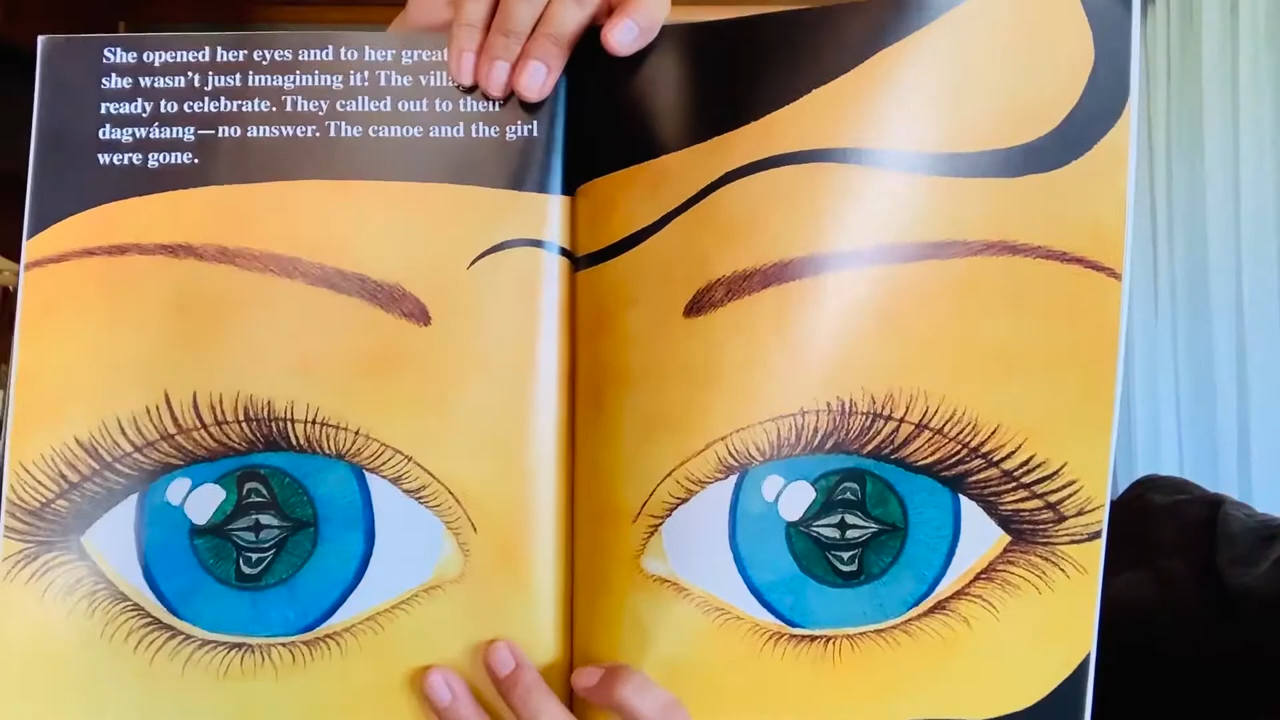 She opened her eyes and to her great
she wasn't just imagining it! The
ready to celebrate. They called out to their
dagwáang—no answer. The canoe and the girl
were gone.